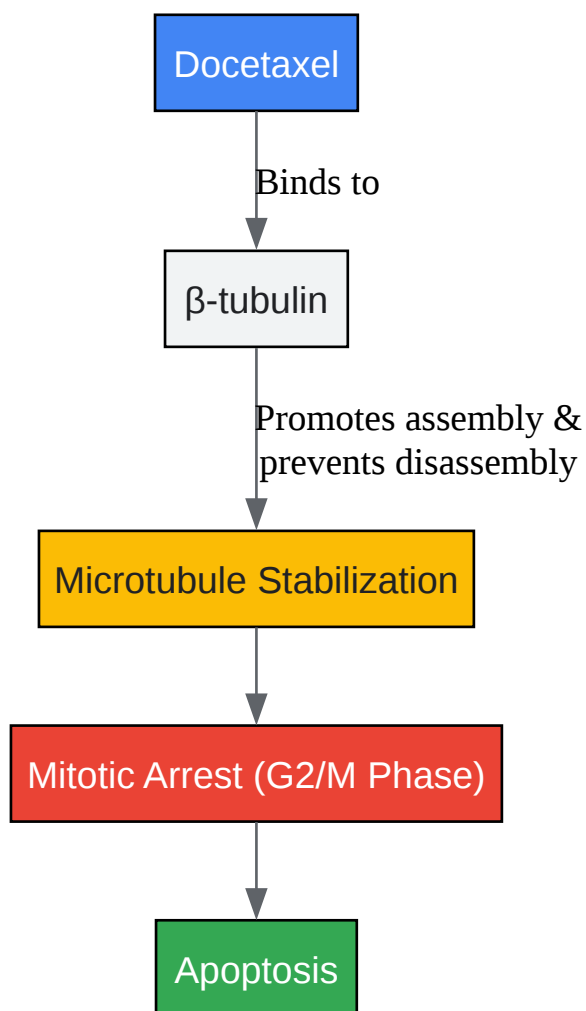 Docetaxel
Binds to
β-tubulin
Promotes assembly &
prevents disassembly
Microtubule Stabilization
Mitotic Arrest (G2/M Phase)
Apoptosis